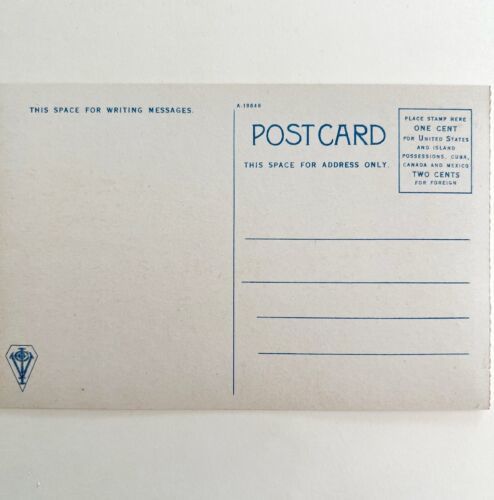 THIS SPACE FOR WRITING MESSAGES.
A-19848
POSTCARD
THIS SPACE FOR ADDRESS ONLY.
PLACE STAMP HERE
ONE CENT
FOR UNITED STATES
AND ISLAND
POSSESSIONS, CUBA,
CANADA AND MEXICO
TWO CENTS
FOR FOREIGN